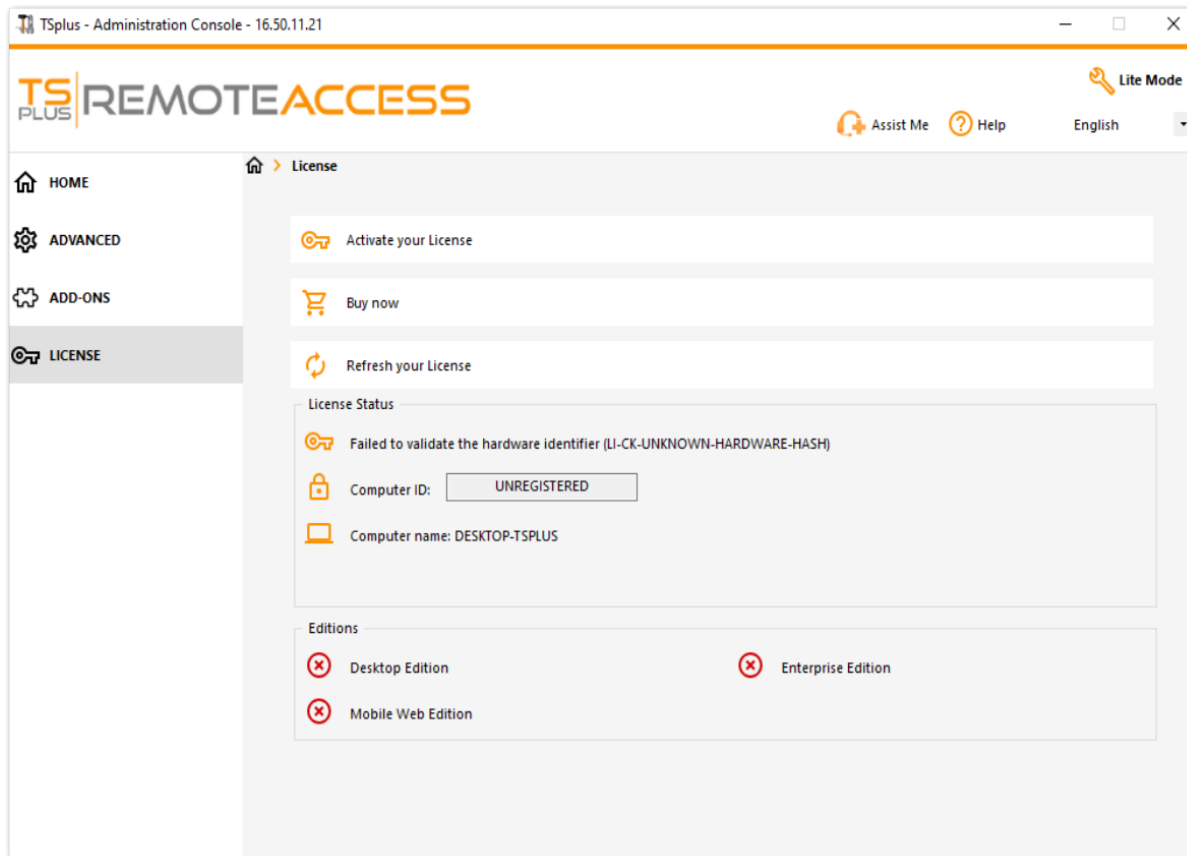 TSplus - Administration Console - 16.50.11.21
TS PLUS REMOTEACCESS
Lite Mode
Assist Me
Help
English
HOME
ADVANCED
ADD-ONS
LICENSE
License
Activate your License
Buy now
Refresh your License
License Status
Failed to validate the hardware identifier (LI-CK-UNKNOWN-HARDWARE-HASH)
Computer ID: UNREGISTERED
Computer name: DESKTOP-TSPLUS
Editions
Desktop Edition
Enterprise Edition
Mobile Web Edition